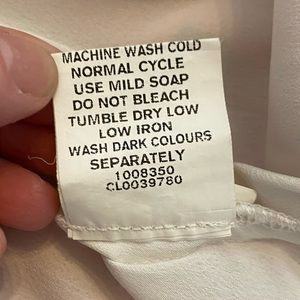 MACHINE WASH COLD
NORMAL CYCLE
USE MILD SOAP
DO NOT BLEACH
TUMBLE DRY LOW
LOW IRON
WASH DARK COLOURS
SEPARATELY
1008350
CL0039780